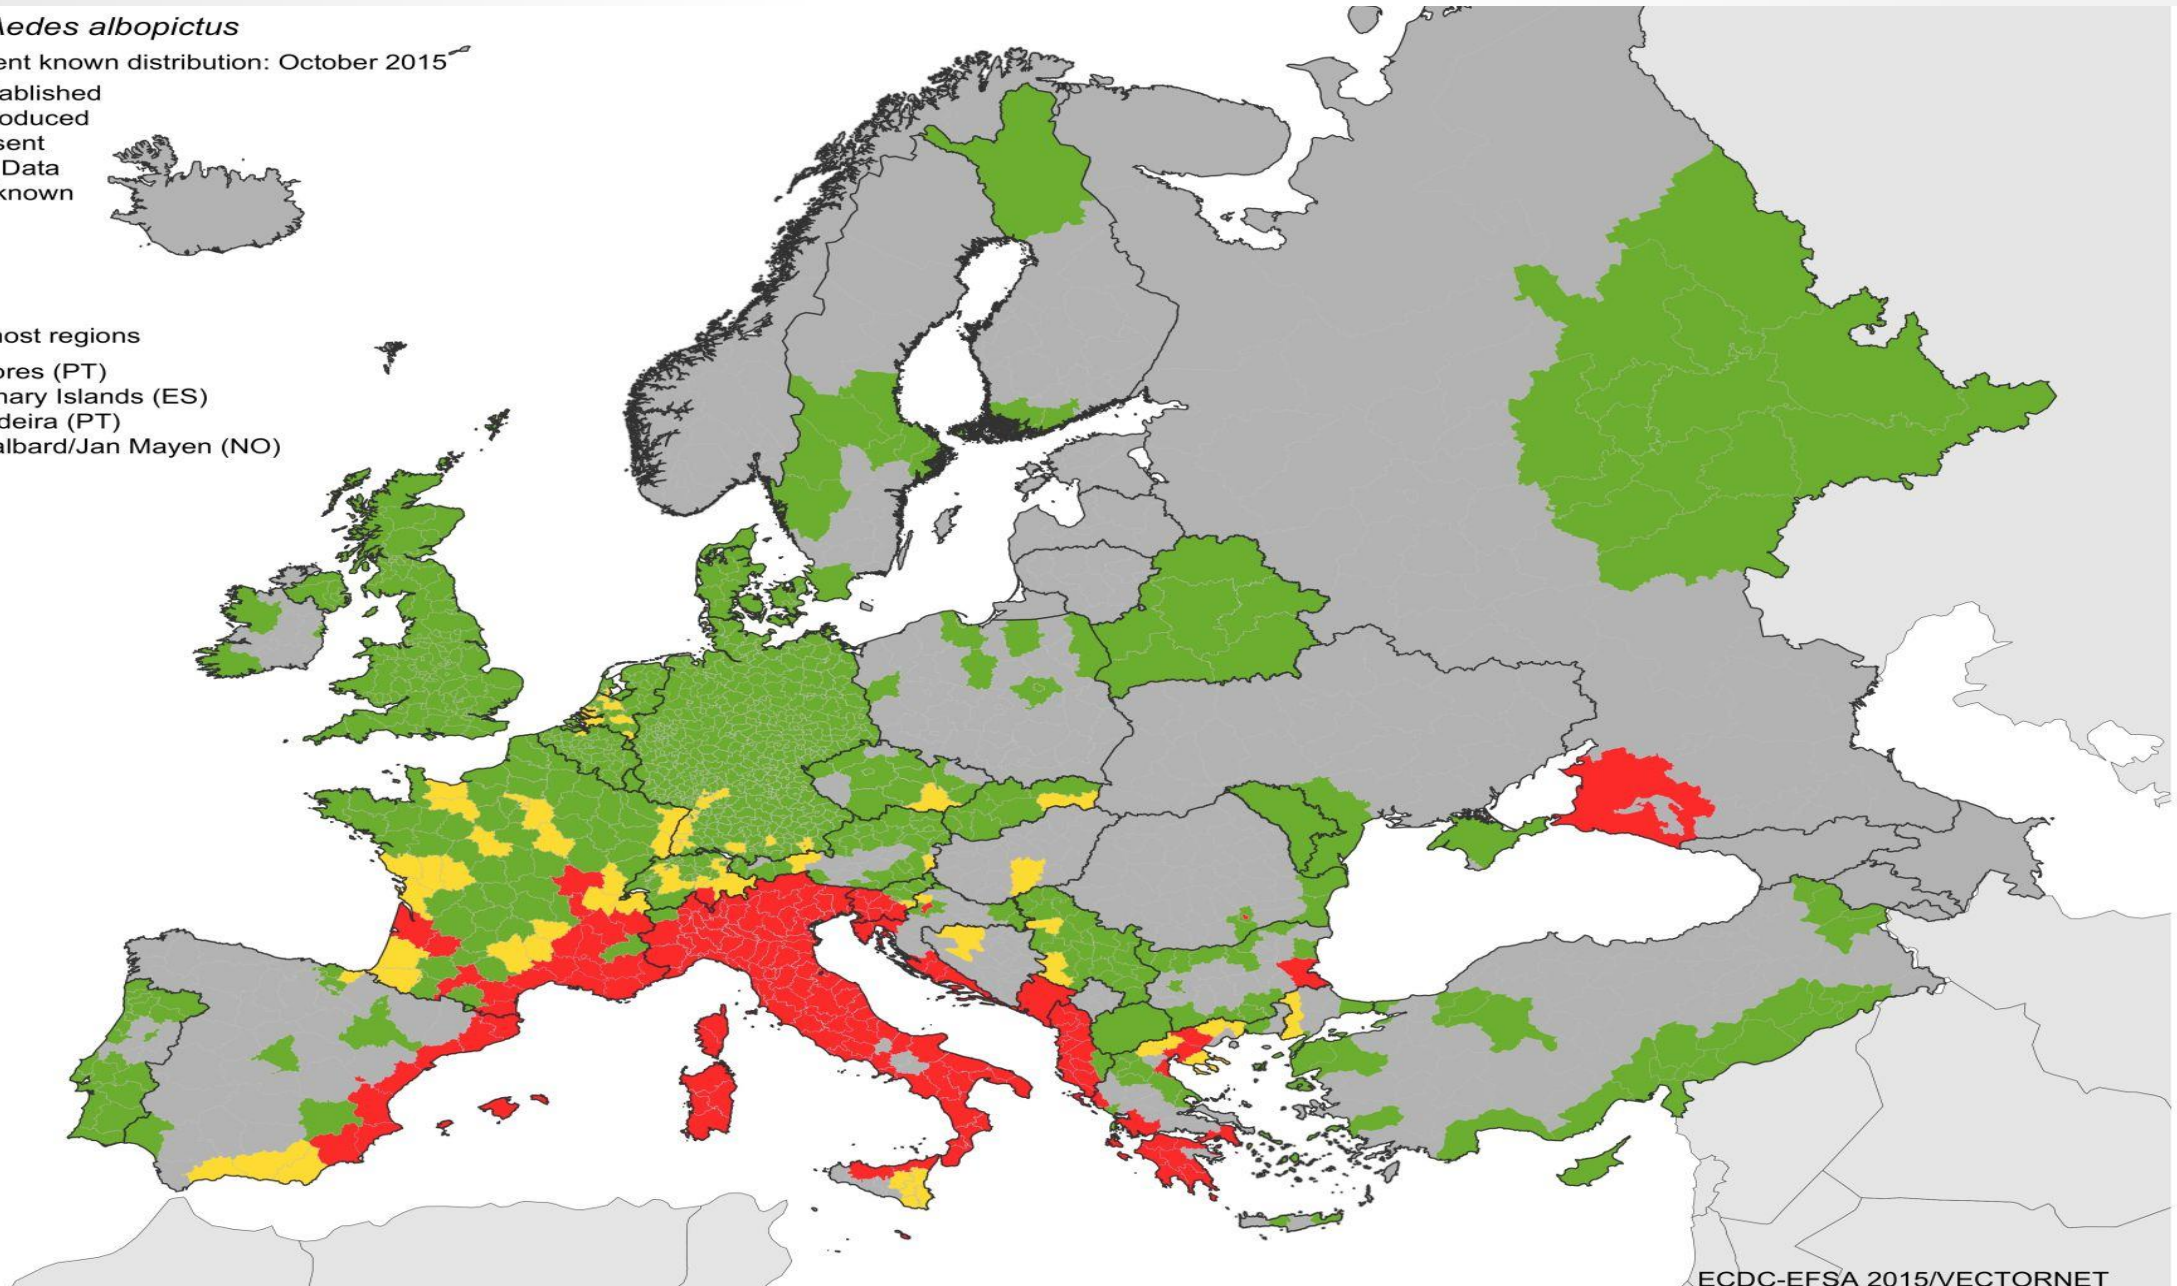 Aedes albopictus
ent known distribution: October 2015
ablished
oduced
sent
Data
known
nost regions
ores (PT)
nary Islands (ES)
deira (PT)
albard/Jan Mayen (NO)
ECDC-EFSA 2015/VECTORNET